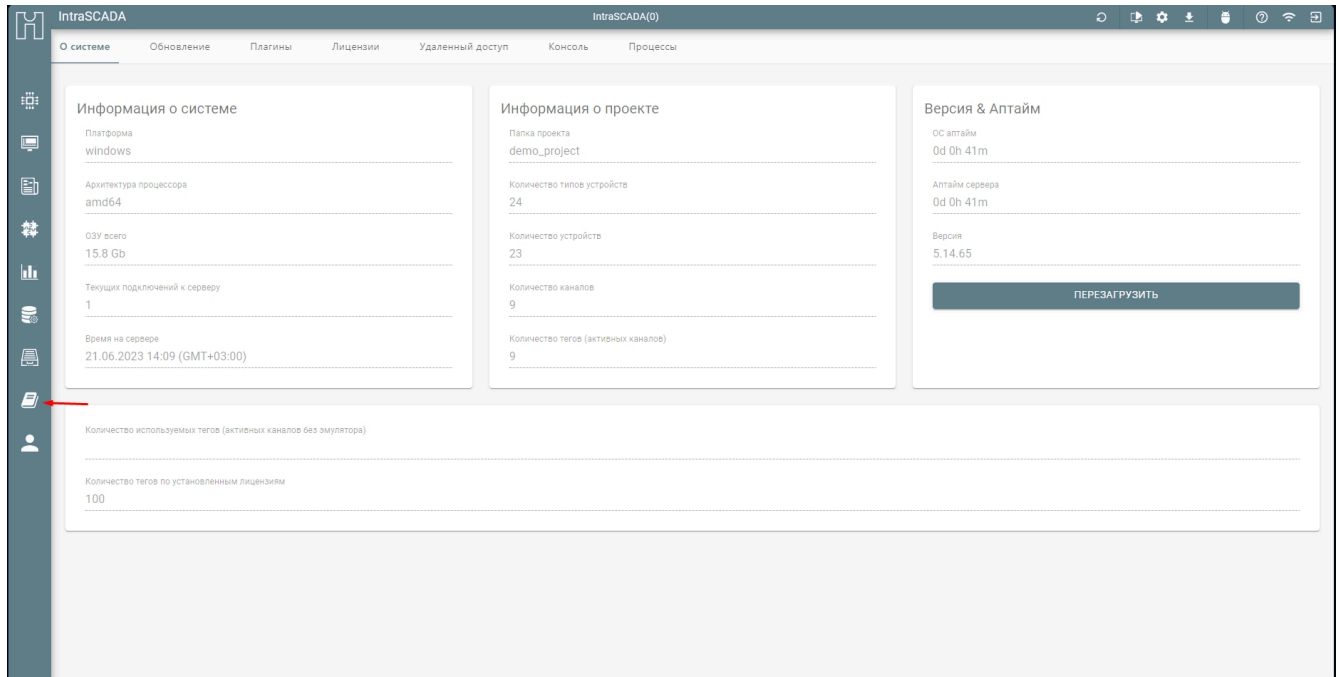 IntraSCADA
IntraSCADA(0)
О системе Обновление Плагины Лицензии Удаленный доступ Консоль Процессы
Информация о системе
Платформа
windows
Архитектура процессора
amd64
ОЗУ всего
15.8 Gb
Текущих подключений к серверу
1
Время на сервере
21.06.2023 14:09 (GMT+03:00)
Информация о проекте
Папка проекта
demo_project
Количество типов устройств
24
Количество устройств
23
Количество каналов
9
Количество тегов (активных каналов)
9
Версия & Аптайм
ОС аптайм
0d 0h 41m
Аптайм сервера
0d 0h 41m
Версия
5.14.65
ПЕРЕЗАГРУЗИТЬ
Количество используемых тегов (активных каналов без эмулятора)
Количество тегов по установленным лицензиям
100